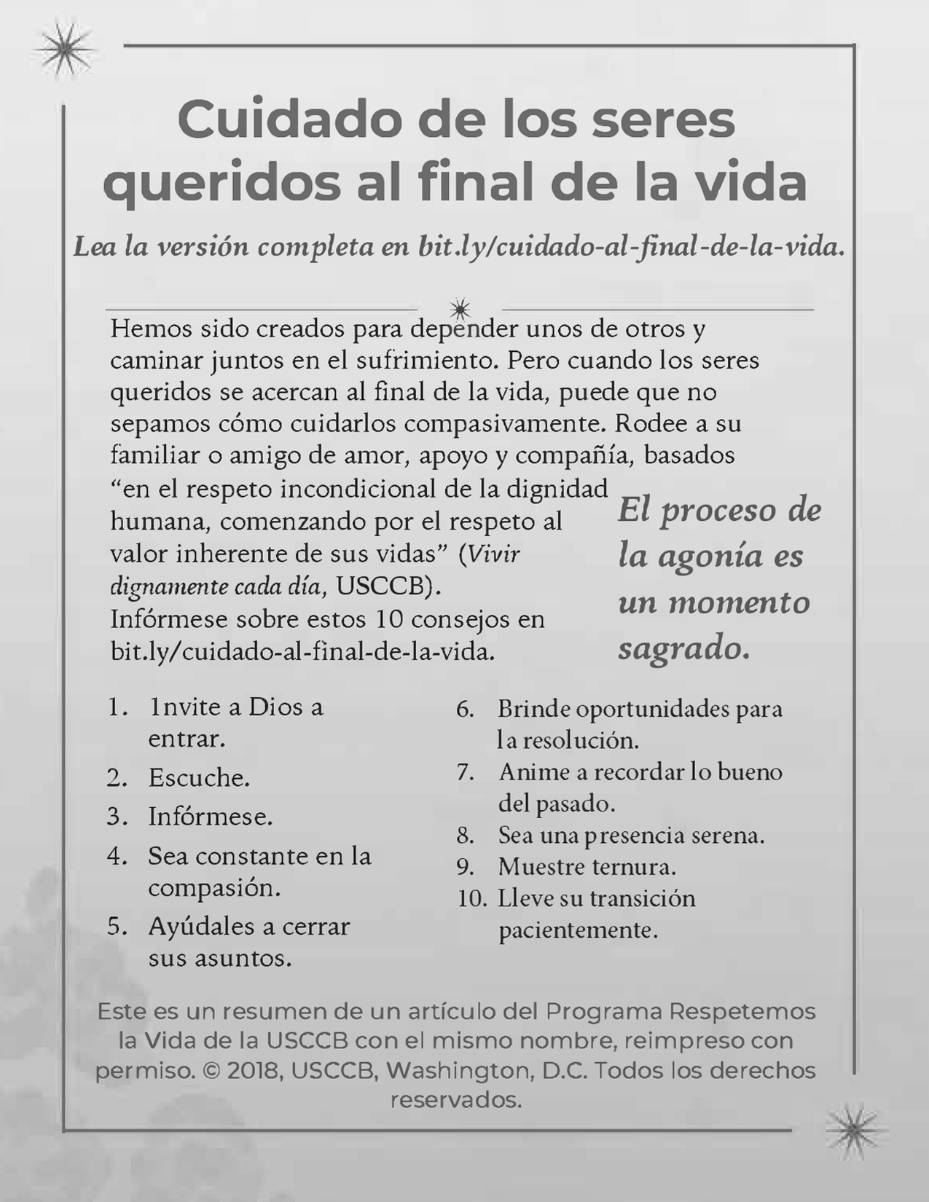 Cuidado de los seres
queridos al final de la vida
Lea la versión completa en bit.ly/cuidado-al-final-de-la-vida.
Hemos sido creados para depender unos de otros y
caminar juntos en el sufrimiento. Pero cuando los seres
queridos se acercan al final de la vida, puede que no
sepamos cómo cuidarlos compasivamente. Rodee a su
familiar o amigo de amor, apoyo y compañía, basados
“en el respeto incondicional de la dignidad
humana, comenzando por el respeto al
valor inherente de sus vidas” (Vivir
dignamente cada día, USCCB).
Infórmese sobre estos 10 consejos en
bit.ly/cuidado-al-final-de-la-vida.
El proceso de
la agonía es
un momento
sagrado.
1. 1nvite a Dios a
entrar.
2. Escuche.
3. Infórmese.
4. Sea constante en la
compasión.
5. Ayúdales a cerrar
sus asuntos.
6. Brinde oportunidades para
la resolución.
7. Anime a recordar lo bueno
del pasado.
8. Sea una presencia serena.
9. Muestre ternura.
10. Lleve su transición
pacientemente.
Este es un resumen de un artículo del Programa Respetemos
la Vida de la USCCB con el mismo nombre, reimpreso con
permiso. © 2018, USCCB, Washington, D.C. Todos los derechos
reservados.